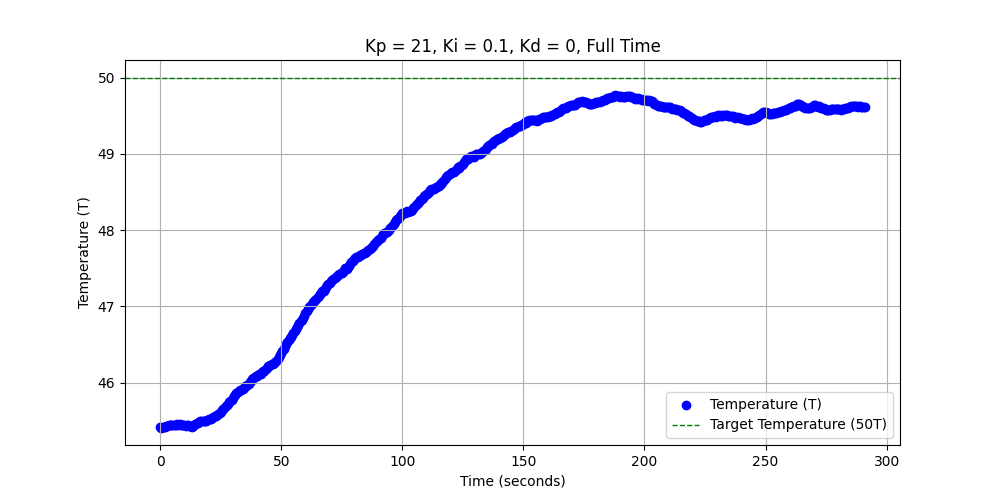 Kp = 21, Ki = 0.1, Kd = 0, Full Time
50
49
48
47
46
Temperature (T)
Temperature (T)
Target Temperature (50T)
0 50 100 150 200 250 300
Time (seconds)